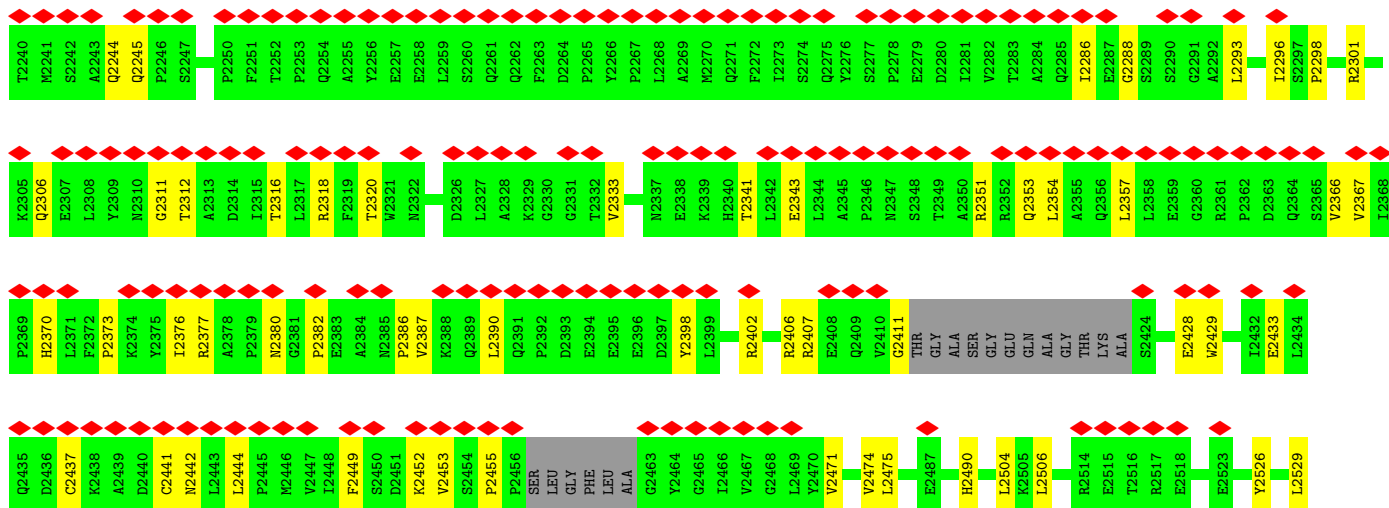 T2240 M2241 S2242 A2243 Q2244 Q2245 P2246 S2247 P2250 F2251 T2252 P2253 Q2254 A2255 Y2256 E2257 E2258 L2259 S2260 Q2261 Q2262 F2263 D2264 P2265 Y2266 P2267 L2268 A2269 M2270 Q2271 F2272 I2273 S2274 Q2275 Y2276 S2277 P2278 E2279 D2280 I2281 V2282 T2283 A2284 Q2285 I2286 E2287 G2288 S2289 S2290 G2291 A2292 L2293 I2296 S2297 P2298 R2301
K2305 Q2306 E2307 L2308 Y2309 N2310 G2311 T2312 A2313 D2314 I2315 T2316 L2317 R2318 F2319 T2320 W2321 N2322 D2326 L2327 A2328 K2329 G2330 G2331 T2332 V2333 N2337 E2338 K2339 H2340 T2341 L2342 E2343 L2344 A2345 P2346 N2347 S2348 T2349 A2350 R2351 R2352 Q2353 L2354 A2355 Q2356 L2357 L2358 E2359 G2360 R2361 P2362 D2363 Q2364 S2365 V2366 V2367 I2368
P2369 H2370 L2371 F2372 P2373 K2374 Y2375 I2376 R2377 A2378 P2379 N2380 G2381 P2382 E2383 A2384 N2385 P2386 V2387 K2388 Q2389 L2390 Q2391 P2392 D2393 E2394 E2395 E2396 D2397 Y2398 L2399 R2402 R2406 R2407 E2408 Q2409 V2410 G2411 THR GLY ALA SER GLY GLU GLN ALA GLY THR LYS ALA S2424 E2428 W2429 I2432 E2433 L2434
Q2435 D2436 C2437 K2438 A2439 D2440 C2441 N2442 L2443 L2444 P2445 M2446 V2447 I2448 F2449 S2450 D2451 K2452 V2453 S2454 P2455 P2456 SER LEU GLY PHE LEU ALA G2463 Y2464 G2465 I2466 V2467 G2468 L2469 Y2470 V2471 V2474 L2475 E2487 H2490 L2504 K2505 L2506 R2514 E2515 T2516 R2517 E2518 E2523 Y2526 L2529